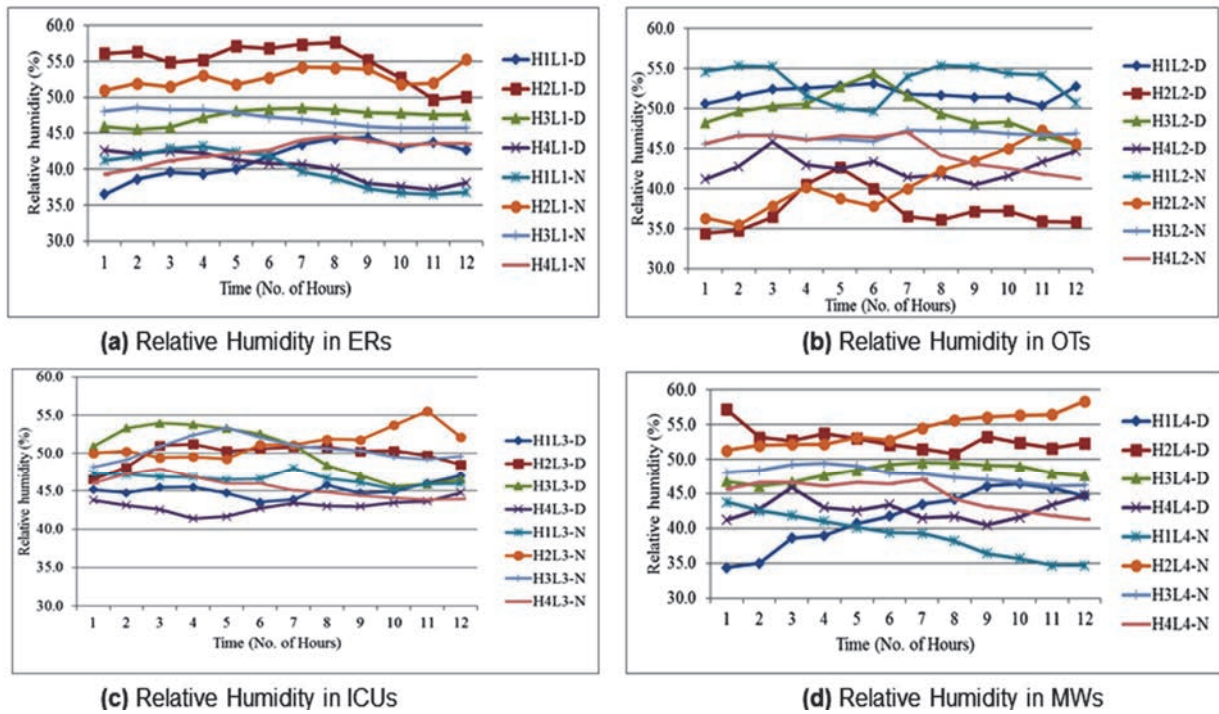 60.0
55.0
50.0
45.0
40.0
35.0
30.0
Relative humidity (%)
1 2 3 4 5 6 7 8 9 10 11 12
Time (No. of Hours)
H1L1-D
H2L1-D
H3L1-D
H4L1-D
H1L1-N
H2L1-N
H3L1-N
H4L1-N
(a) Relative Humidity in ERs
60.0
55.0
50.0
45.0
40.0
35.0
30.0
Relative humidity (%)
1 2 3 4 5 6 7 8 9 10 11 12
Time (No. of Hours)
H1L2-D
H2L2-D
H3L2-D
H4L2-D
H1L2-N
H2L2-N
H3L2-N
H4L2-N
(b) Relative Humidity in OTs
60.0
55.0
50.0
45.0
40.0
35.0
30.0
Relative humidity (%)
1 2 3 4 5 6 7 8 9 10 11 12
Time (No. of Hours)
H1L3-D
H2L3-D
H3L3-D
H4L3-D
H1L3-N
H2L3-N
H3L3-N
H4L3-N
(c) Relative Humidity in ICUs
60.0
55.0
50.0
45.0
40.0
35.0
30.0
Relative humidity (%)
1 2 3 4 5 6 7 8 9 10 11 12
Time (No. of Hours)
H1L4-D
H2L4-D
H3L4-D
H4L4-D
H1L4-N
H2L4-N
H3L4-N
H4L4-N
(d) Relative Humidity in MWs